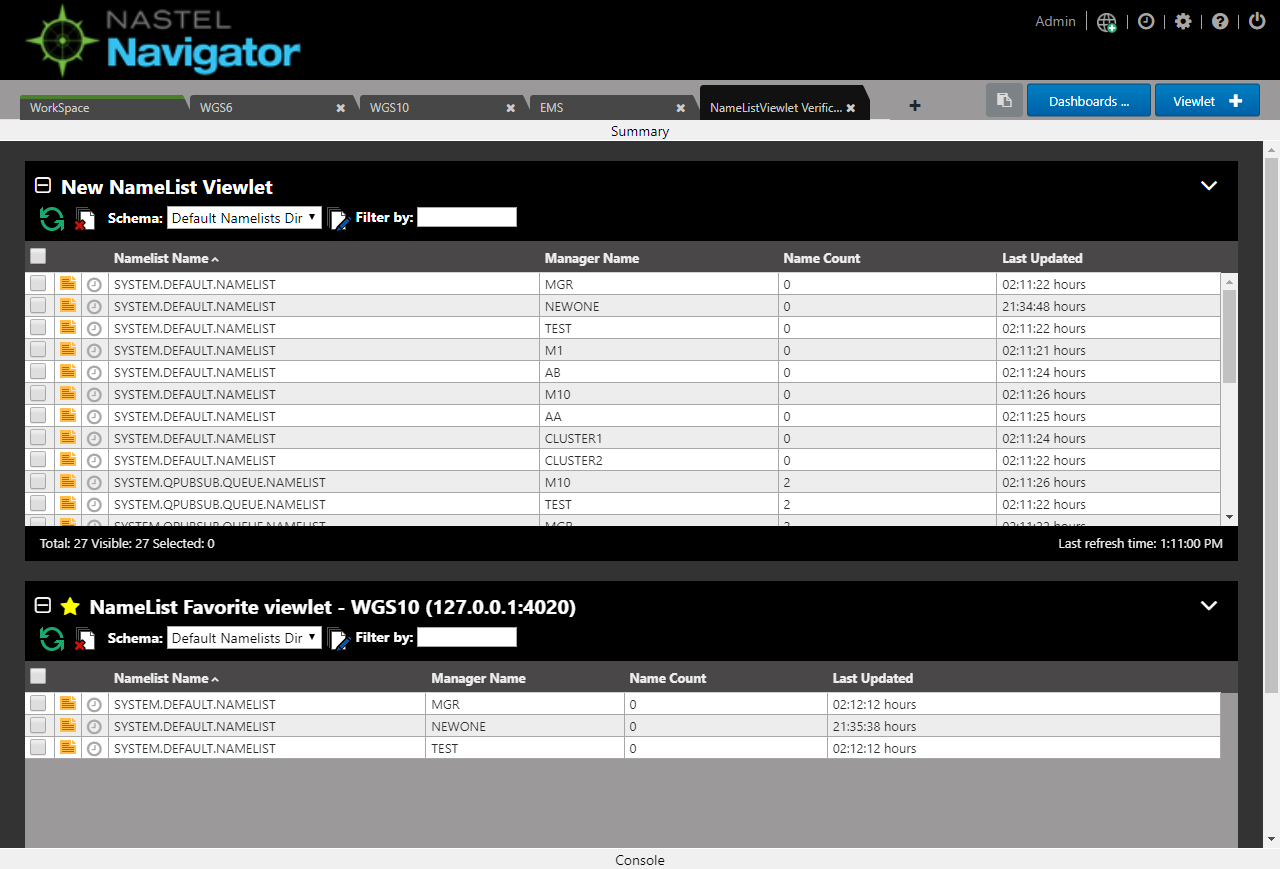 NASTEL
Navigator
Admin
WorkSpace WGS6 WGS10 EMS NameListViewlet Verific... Dashboards ... Viewlet
Summary
New NameList Viewlet
Schema: Default Namelists Dir Filter by:
Namelist Name Manager Name Name Count Last Updated
SYSTEM.DEFAULT.NAMELIST MGR 0 02:11:22 hours
SYSTEM.DEFAULT.NAMELIST NEWONE 0 21:34:48 hours
SYSTEM.DEFAULT.NAMELIST TEST 0 02:11:22 hours
SYSTEM.DEFAULT.NAMELIST M1 0 02:11:21 hours
SYSTEM.DEFAULT.NAMELIST AB 0 02:11:24 hours
SYSTEM.DEFAULT.NAMELIST M10 0 02:11:26 hours
SYSTEM.DEFAULT.NAMELIST AA 0 02:11:25 hours
SYSTEM.DEFAULT.NAMELIST CLUSTER1 0 02:11:24 hours
SYSTEM.DEFAULT.NAMELIST CLUSTER2 0 02:11:22 hours
SYSTEM.QPUBSUB.QUEUE.NAMELIST M10 2 02:11:26 hours
SYSTEM.QPUBSUB.QUEUE.NAMELIST TEST 2 02:11:22 hours
SYSTEM.QPUBSUB.QUEUE.NAMELIST MGR 2 02:11:22 hours
Total: 27 Visible: 27 Selected: 0 Last refresh time: 1:11:00 PM
NameList Favorite viewlet - WGS10 (127.0.0.1:4020)
Schema: Default Namelists Dir Filter by:
Namelist Name Manager Name Name Count Last Updated
SYSTEM.DEFAULT.NAMELIST MGR 0 02:12:12 hours
SYSTEM.DEFAULT.NAMELIST NEWONE 0 21:35:38 hours
SYSTEM.DEFAULT.NAMELIST TEST 0 02:12:12 hours
Console